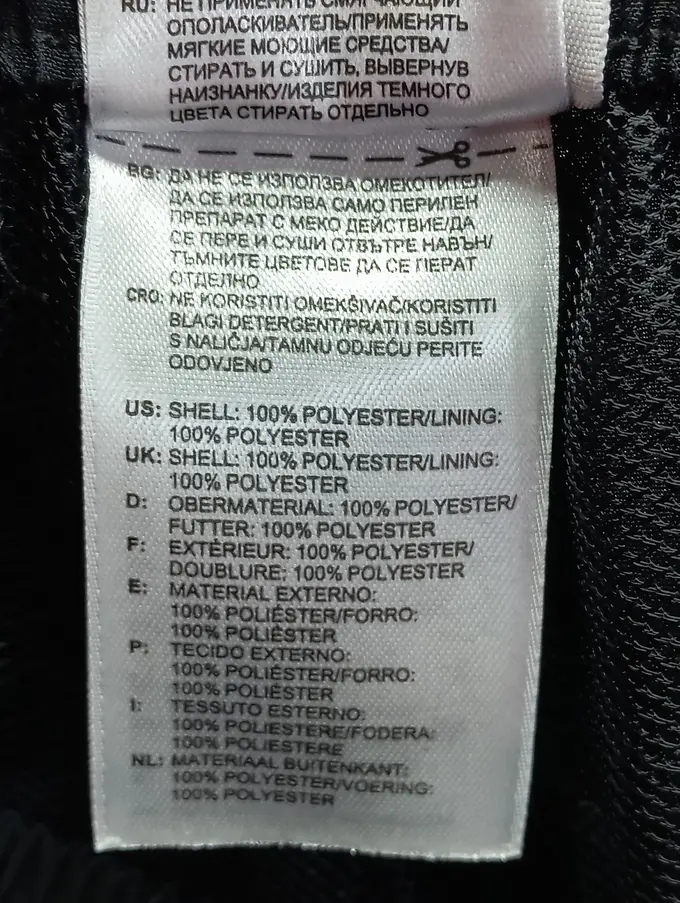 RU: НЕ ПРИМЕНЯТЬ СМЯГЧАЮЩИЙ
ОПОЛАСКИВАТЕЛЬ/ПРИМЕНЯТЬ
МЯГКИЕ МОЮЩИЕ СРЕДСТВА/
СТИРАТЬ И СУШИТЬ, ВЫВЕРНУВ
НАИЗНАНКУ/ИЗДЕЛИЯ ТЕМНОГО
ЦВЕТА СТИРАТЬ ОТДЕЛЬНО
BG: ДА НЕ СЕ ИЗПОЛЗВА ОМЕКОТИТЕЛ/
ДА СЕ ИЗПОЛЗВА САМО ПЕРИЛЕН
ПРЕПАРАТ С МЕКО ДЕЙСТВИЕ/ДА
СЕ ПЕРЕ И СУШИ ОТВЪТРЕ НАВЪН/
ТЪМНИТЕ ЦВЕТОВЕ ДА СЕ ПЕРАТ
ОТДЕЛНО
CRO: NE KORISTITI OMEKŠIVAČ/KORISTITI
BLAGI DETERGENT/PRATI I SUŠITI
S NALIČJA/TAMNU ODJEĆU PERITE
ODOVJENO
US: SHELL: 100% POLYESTER/LINING:
100% POLYESTER
UK: SHELL: 100% POLYESTER/LINING:
100% POLYESTER
D: OBERMATERIAL: 100% POLYESTER/
FUTTER: 100% POLYESTER
F: EXTÉRIEUR: 100% POLYESTER/
DOUBLURE: 100% POLYESTER
E: MATERIAL EXTERNO:
100% POLIÉSTER/FORRO:
100% POLIÉSTER
P: TECIDO EXTERNO:
100% POLIÉSTER/FORRO:
100% POLIÉSTER
I: TESSUTO ESTERNO:
100% POLIESTERE/FODERA:
100% POLIESTERE
NL: MATERIAAL BUITENKANT:
100% POLYESTER/VOERING:
100% POLYESTER